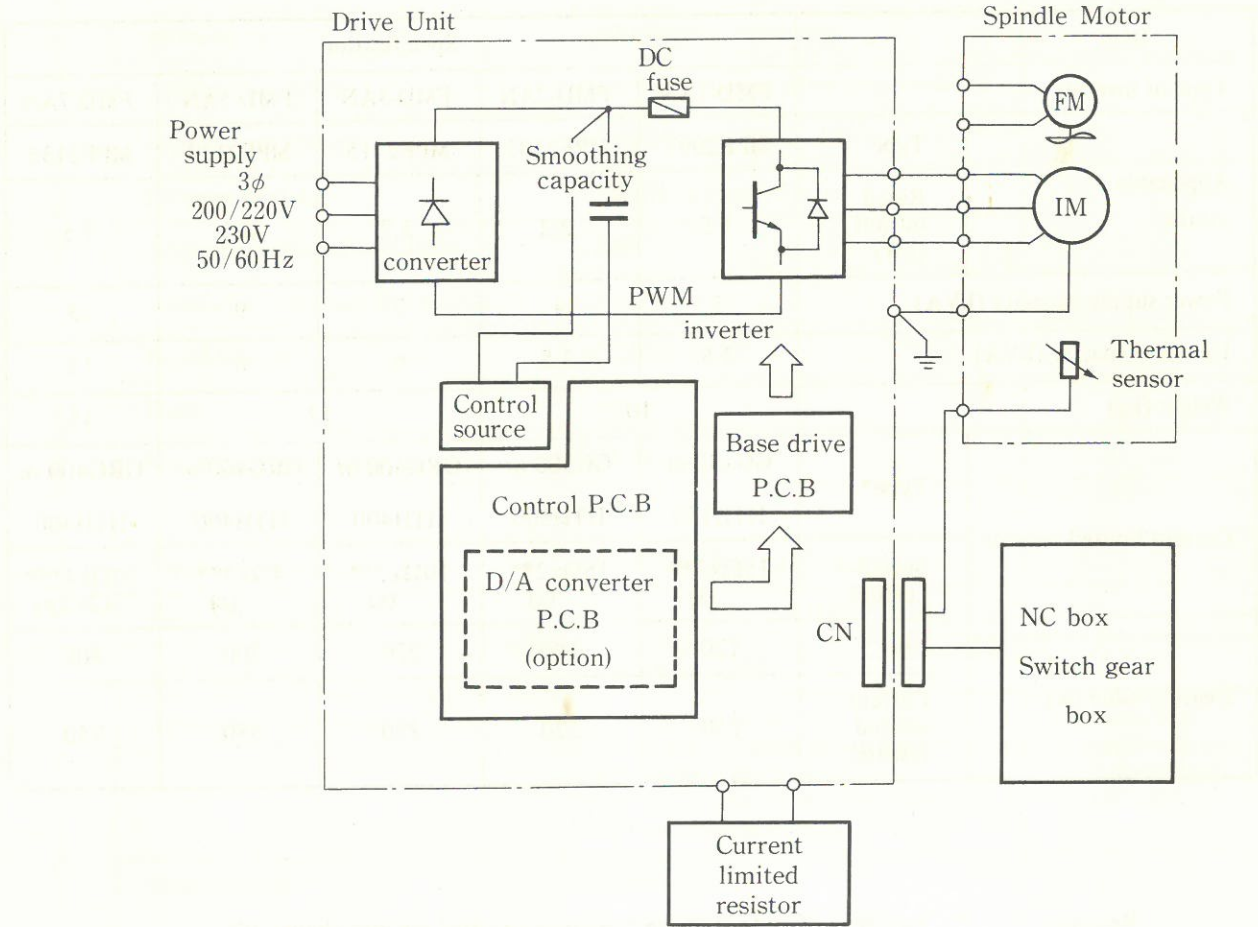 Drive Unit
Spindle Motor
DC
fuse
FM
Power
supply
3φ
200/220V
230V
50/60Hz
Smoothing
capacity
converter
IM
PWM
inverter
Thermal
sensor
Control
source
Base drive
P.C.B
Control P.C.B
D/A converter
P.C.B
(option)
CN
NC box
Switch gear
box
Current
limited
resistor